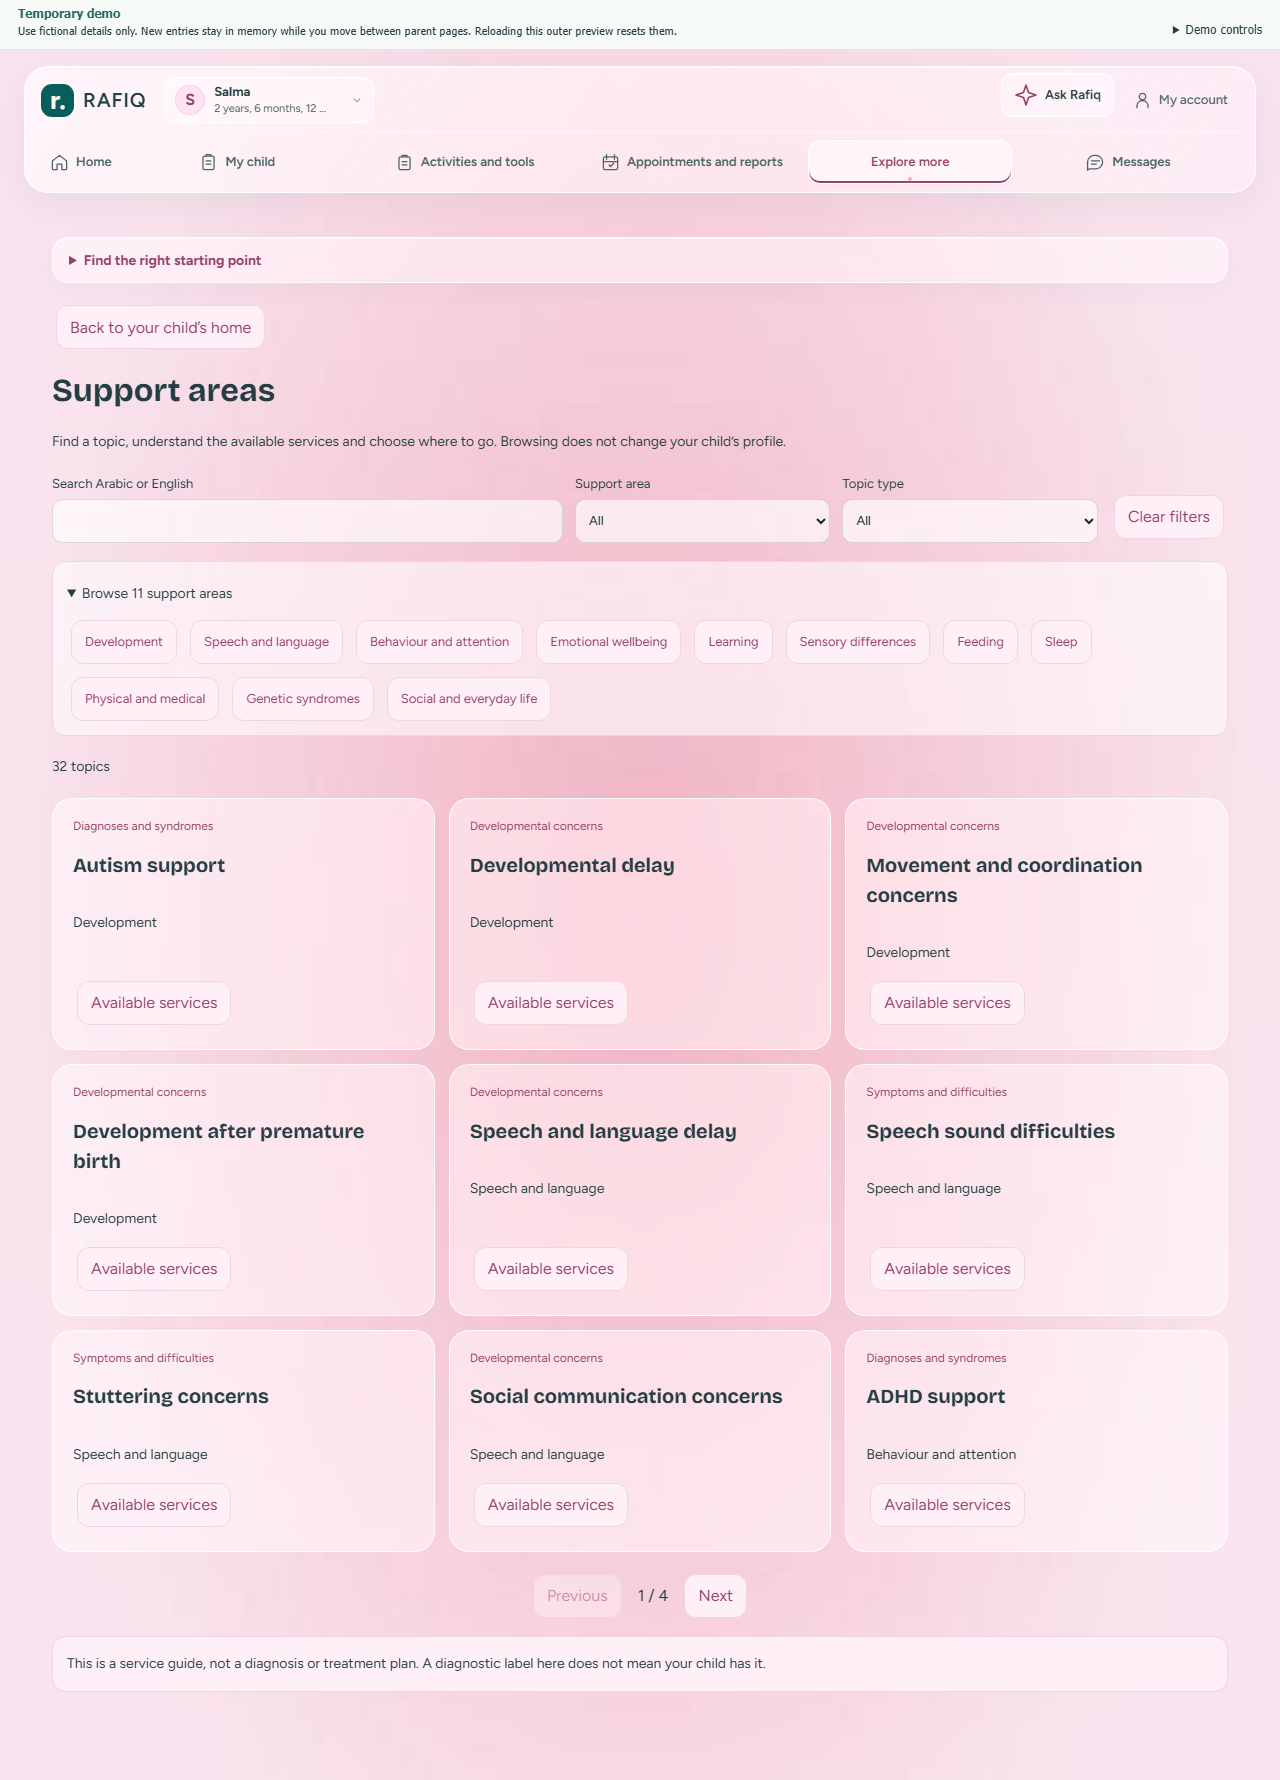 Temporary demo
Use fictional details only. New entries stay in memory while you move between parent pages. Reloading this outer preview resets them.
Demo controls
r.
RAFIQ
S
Salma
2 years, 6 months, 12 ...
Ask Rafiq
My account
Home
My child
Activities and tools
Appointments and reports
Explore more
Messages
Find the right starting point
Back to your child's home
Support areas
Find a topic, understand the available services and choose where to go. Browsing does not change your child's profile.
Search Arabic or English
Support area
Topic type
All
All
Clear filters
Browse 11 support areas
Development
Speech and language
Behaviour and attention
Emotional wellbeing
Learning
Sensory differences
Feeding
Sleep
Physical and medical
Genetic syndromes
Social and everyday life
32 topics
Diagnoses and syndromes
Autism support
Development
Available services
Developmental concerns
Developmental delay
Development
Available services
Developmental concerns
Movement and coordination
concerns
Development
Available services
Developmental concerns
Development after premature
birth
Development
Available services
Developmental concerns
Speech and language delay
Speech and language
Available services
Symptoms and difficulties
Speech sound difficulties
Speech and language
Available services
Symptoms and difficulties
Stuttering concerns
Speech and language
Available services
Developmental concerns
Social communication concerns
Speech and language
Available services
Diagnoses and syndromes
ADHD support
Behaviour and attention
Available services
Previous
1 / 4
Next
This is a service guide, not a diagnosis or treatment plan. A diagnostic label here does not mean your child has it.